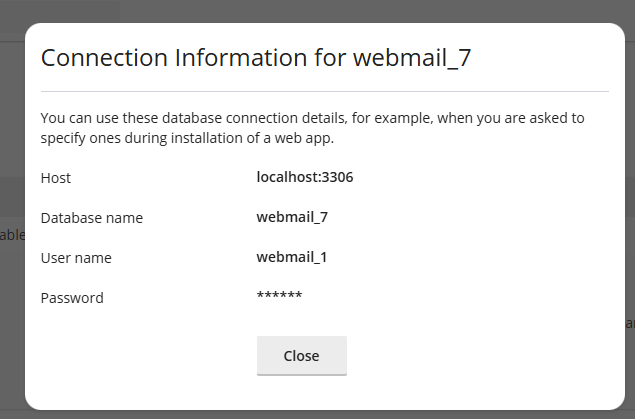 Connection Information for webmail_7
You can use these database connection details, for example, when you are asked to
specify ones during installation of a web app.
Host localhost:3306
Database name webmail_7
able
User name webmail_1
Password ******
Close